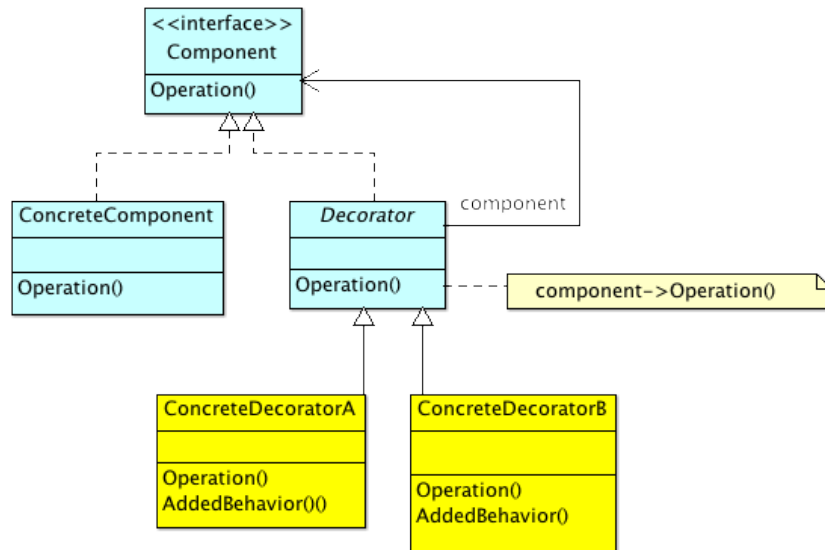 <<interface>>
Component
Operation()
ConcreteComponent
Operation()
Decorator
Operation()
component
component->Operation()
ConcreteDecoratorA
Operation()
AddedBehavior()()
ConcreteDecoratorB
Operation()
AddedBehavior()